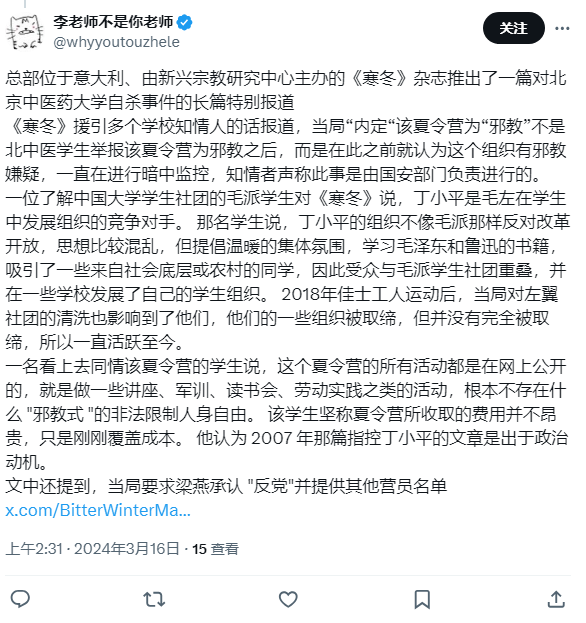 李老师不是你老师
@whyyoutouzhele
关注
总部位于意大利、由新兴宗教研究中心主办的《寒冬》杂志推出了一篇对北
京中医药大学自杀事件的长篇特别报道
《寒冬》援引多个学校知情人的话报道，当局“内定“该夏令营为“邪教”不是
北中医学生举报该夏令营为邪教之后，而是在此之前就认为这个组织有邪教
嫌疑，一直在进行暗中监控，知情者声称此事是由国安部门负责进行的。
一位了解中国大学学生社团的毛派学生对《寒冬》说，丁小平是毛左在学生
中发展组织的竞争对手。 那名学生说，丁小平的组织不像毛派那样反对改革
开放，思想比较混乱，但提倡温暖的集体氛围，学习毛泽东和鲁迅的书籍，
吸引了一些来自社会底层或农村的同学，因此受众与毛派学生社团重叠，并
在一些学校发展了自己的学生组织。 2018年佳士工人运动后，当局对左翼
社团的清洗也影响到了他们，他们的一些组织被取缔，但并没有完全被取
缔，所以一直活跃至今。
一名看上去同情该夏令营的学生说，这个夏令营的所有活动都是在网上公开
的，就是做一些讲座、军训、读书会、劳动实践之类的活动，根本不存在什
么 "邪教式 "的非法限制人身自由。 该学生坚称夏令营所收取的费用并不昂
贵，只是刚刚覆盖成本。 他认为 2007 年那篇指控丁小平的文章是出于政治
动机。
文中还提到，当局要求梁燕承认 "反党"并提供其他营员名单
x.com/BitterWinterMa...
上午2:31 · 2024年3月16日 · 15 查看